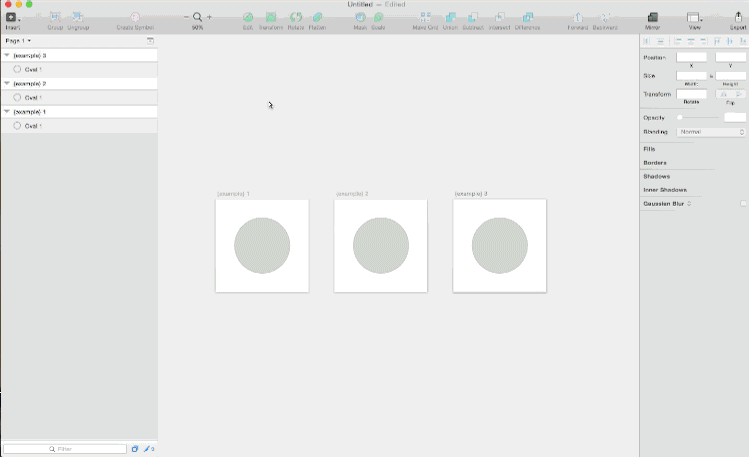 Untitled — Edited
Insert Group Ungroup Create Symbol 50% Edit Transform Rotate Flatten Mask Scale Make Grid Union Subtract Intersect Difference Forward Backward Mirror View Export
Page 1
(example) 3
Oval 1
(example) 2
Oval 1
(example) 1
Oval 1
Filter
(example) 1
(example) 2
(example) 3
Position
X Y
Size
Width Height
Transform
Rotate Flip
Opacity
Blending Normal
Fills
Borders
Shadows
Inner Shadows
Gaussian Blur